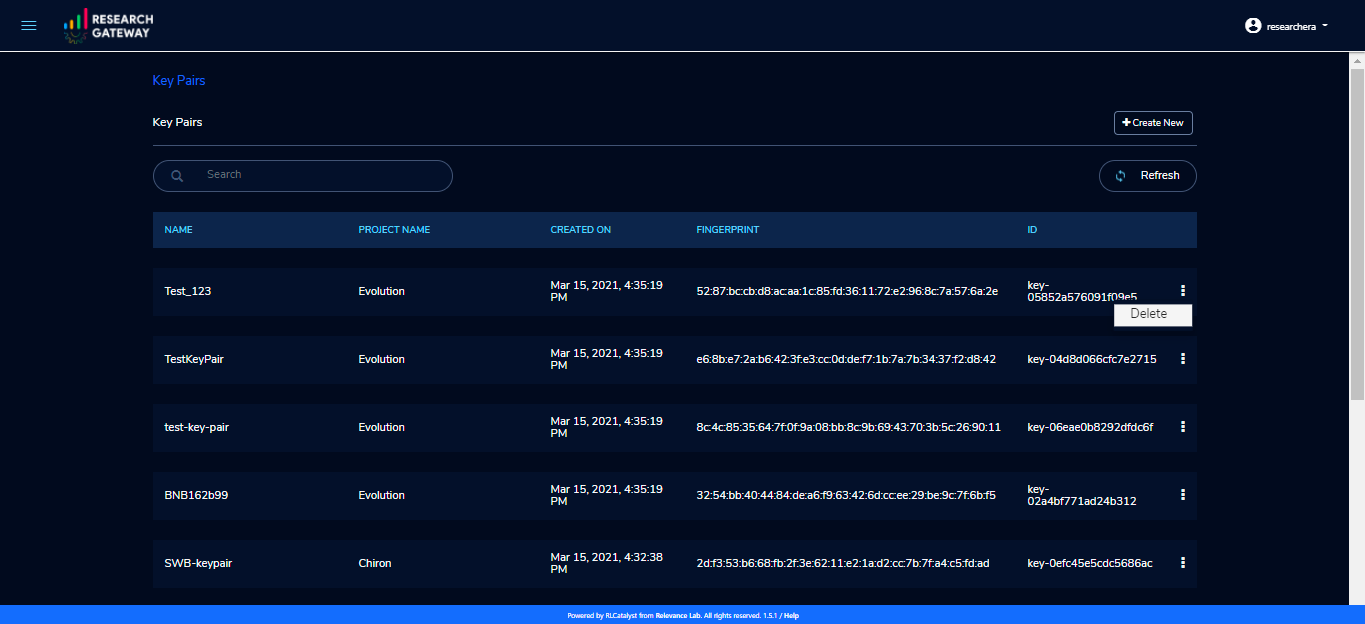 RESEARCH
GATEWAY
researchera
Key Pairs
Key Pairs
Create New
Search
Refresh
NAME PROJECT NAME CREATED ON FINGERPRINT ID
Test_123 Evolution Mar 15, 2021, 4:35:19 PM 52:87:bc:cb:d8:ac:aa:1c:85:fd:36:11:72:e2:96:8c:7a:57:6a:2e key-05852a576091f09e5
Delete
TestKeyPair Evolution Mar 15, 2021, 4:35:19 PM e6:8b:e7:2a:b6:42:3f:e3:cc:0d:de:f7:1b:7a:7b:34:37:f2:d8:42 key-04d8d066cfc7e2715
test-key-pair Evolution Mar 15, 2021, 4:35:19 PM 8c:4c:85:35:64:7f:0f:9a:08:bb:8c:9b:69:43:70:3b:5c:26:90:11 key-06eae0b8292dfdc6f
BNB162b99 Evolution Mar 15, 2021, 4:35:19 PM 32:54:bb:40:44:84:de:a6:f9:63:42:6d:cc:ee:29:be:9c:7f:6b:f5 key-02a4bf771ad24b312
SWB-keypair Chiron Mar 15, 2021, 4:32:38 PM 2d:f3:53:b6:68:fb:2f:3e:62:11:e2:1a:d2:cc:7b:7f:a4:c5:fd:ad key-0efc45e5cdc5686ac
Powered by RLCatalyst from Relevance Lab. All rights reserved. 1.5.1 / Help